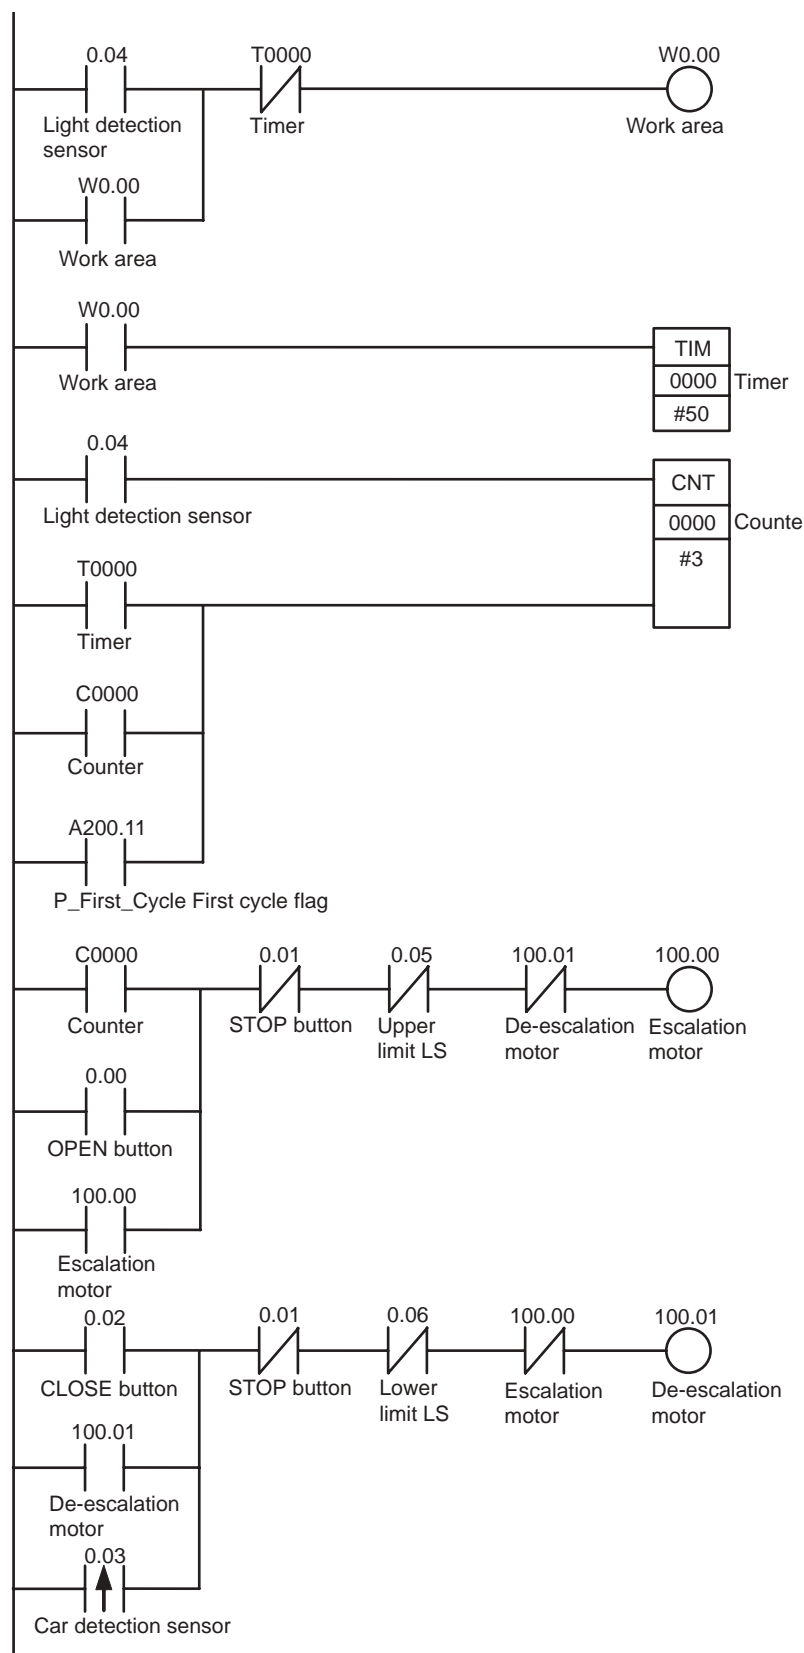 0.04 T0000 W0.00
Light detection Timer Work area
sensor
W0.00
Work area
W0.00
TIM
Work area 0000 Timer
#50
0.04
CNT
Light detection sensor 0000 Counte
#3
T0000
Timer
C0000
Counter
A200.11
P_First_Cycle First cycle flag
C0000 0.01 0.05 100.01 100.00
Counter STOP button Upper De-escalation Escalation
limit LS motor motor
0.00
OPEN button
100.00
Escalation
motor
0.02 0.01 0.06 100.00 100.01
CLOSE button STOP button Lower Escalation De-escalation
limit LS motor motor
100.01
De-escalation
motor
0.03
Car detection sensor